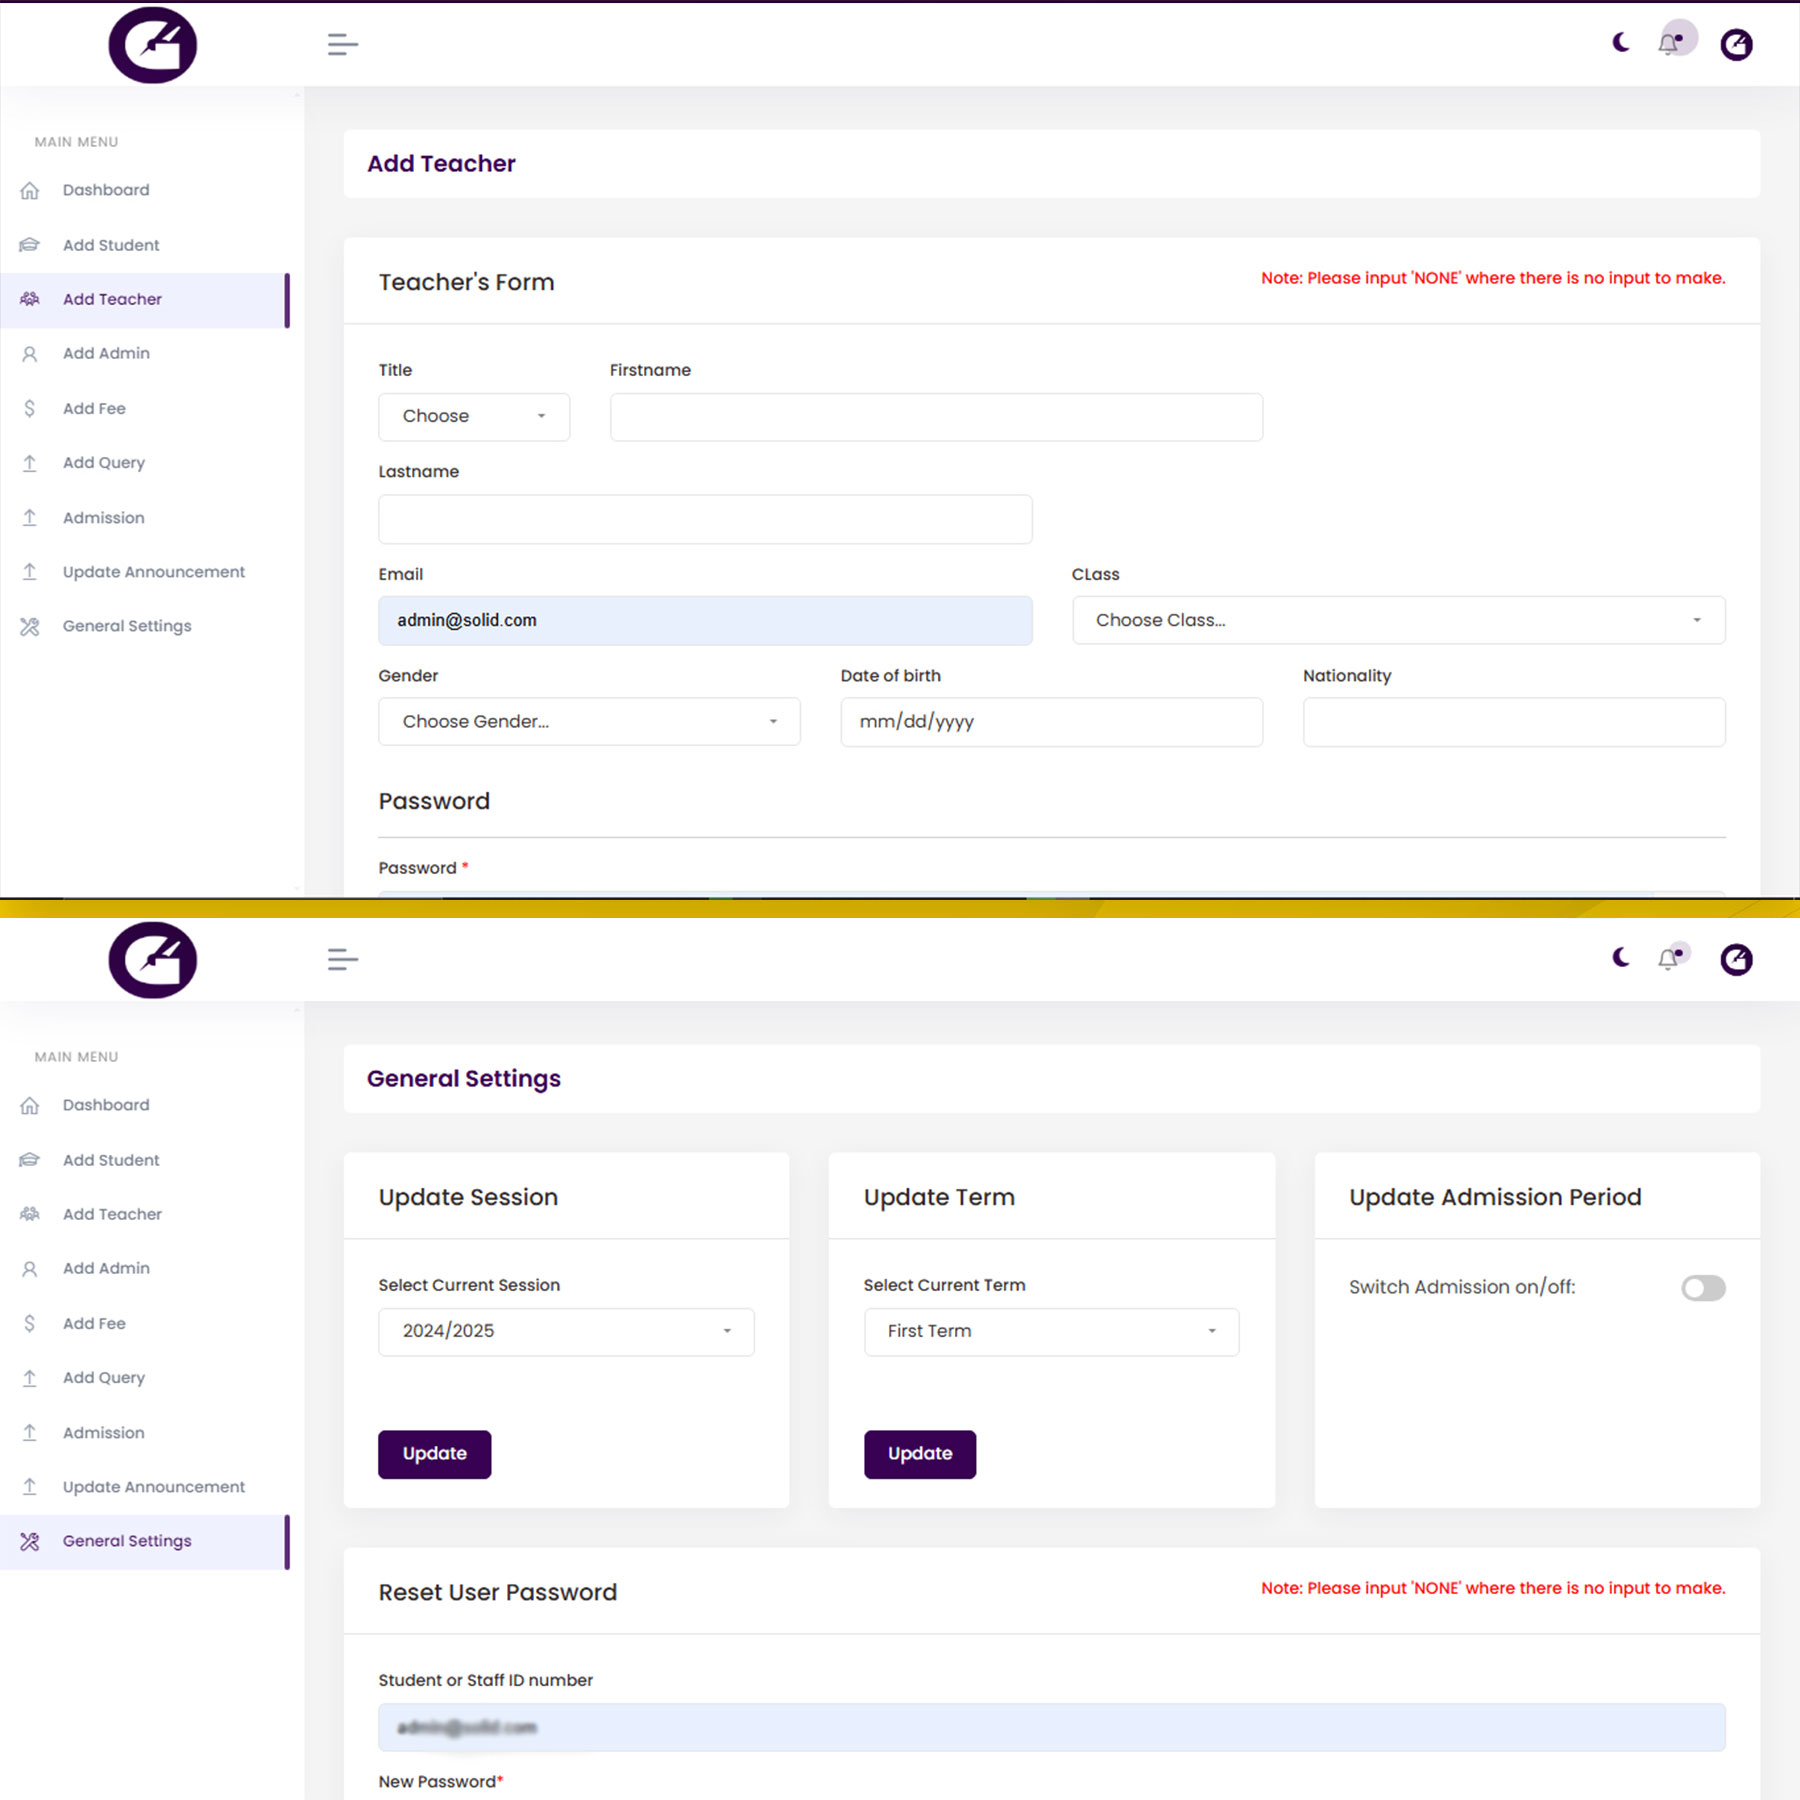 MAIN MENU
Dashboard
Add Student
Add Teacher
Add Admin
Add Fee
Add Query
Admission
Update Announcement
General Settings
Add Teacher
Teacher's Form
Note: Please input 'NONE' where there is no input to make.
Title
Firstname
Choose
Lastname
Email
CLass
admin@solid.com
Choose Class...
Gender
Date of birth
Nationality
Choose Gender...
mm/dd/yyyy
Password
Password *
MAIN MENU
Dashboard
Add Student
Add Teacher
Add Admin
Add Fee
Add Query
Admission
Update Announcement
General Settings
General Settings
Update Session
Select Current Session
2024/2025
Update
Update Term
Select Current Term
First Term
Update
Update Admission Period
Switch Admission on/off:
Reset User Password
Note: Please input 'NONE' where there is no input to make.
Student or Staff ID number
New Password*